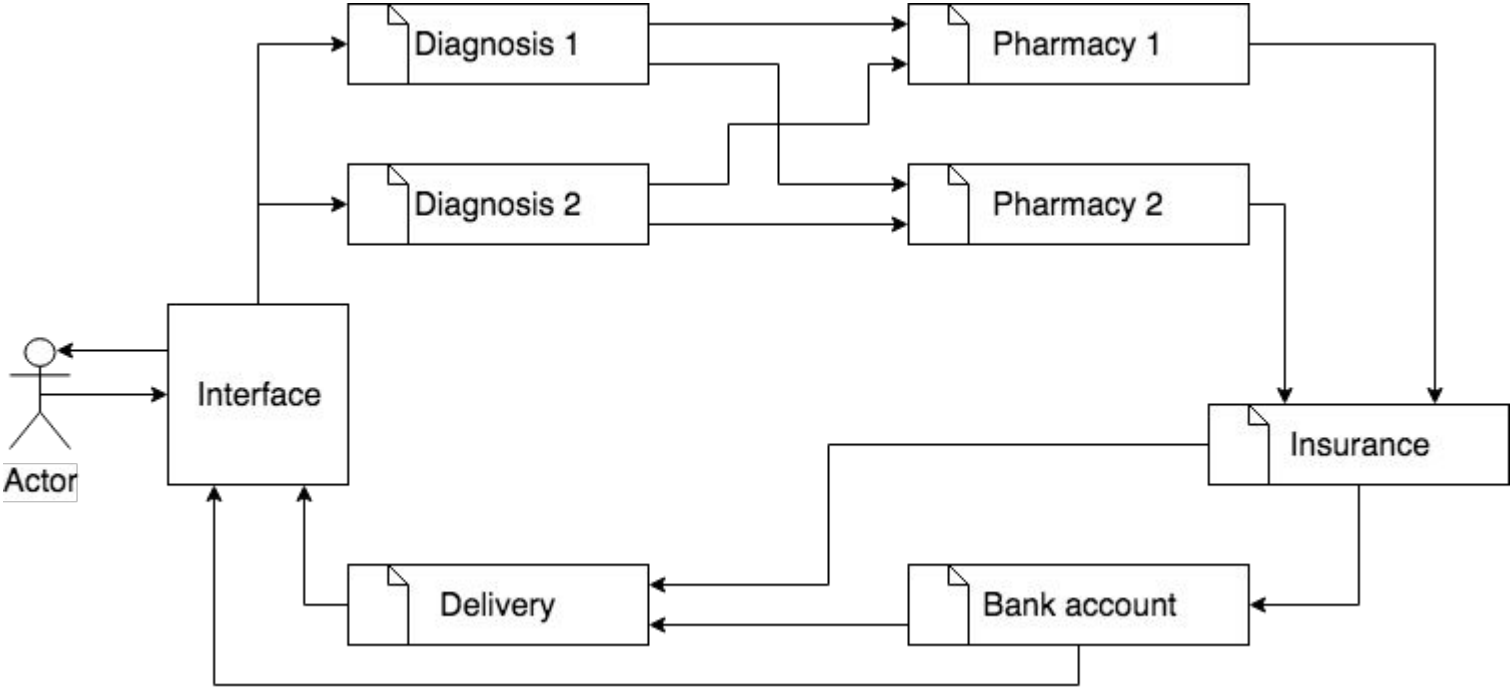 Diagnosis 1
Pharmacy 1
Diagnosis 2
Pharmacy 2
Interface
Actor
Insurance
Delivery
Bank account